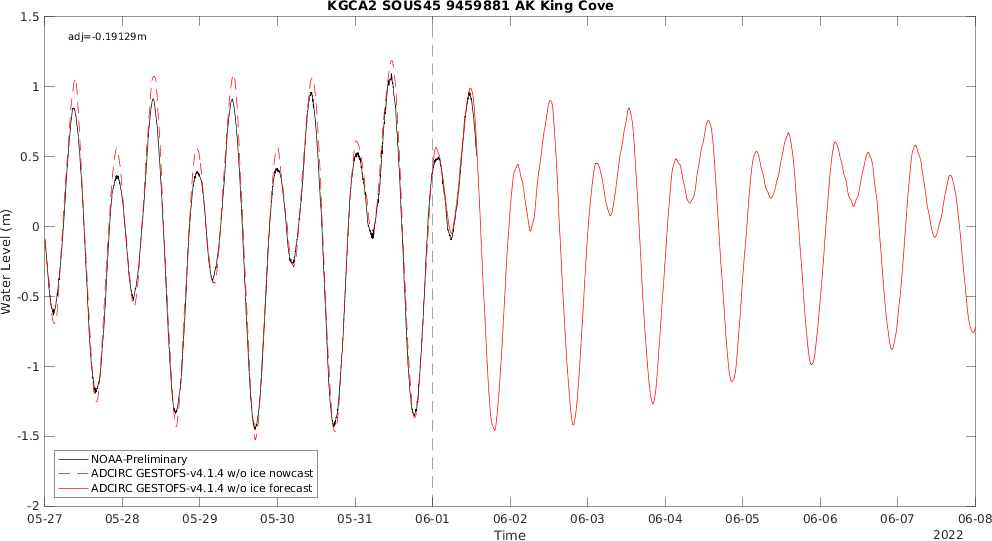 KGCA2 SOUS45 9459881 AK King Cove
adj=-0.19129m
1.5
1
0.5
0
-0.5
-1
-1.5
-2
Water Level (m)
NOAA-Preliminary
ADCIRC GESTOFS-v4.1.4 w/o ice nowcast
ADCIRC GESTOFS-v4.1.4 w/o ice forecast
05-27 05-28 05-29 05-30 05-31 06-01 06-02 06-03 06-04 06-05 06-06 06-07 06-08
Time
2022